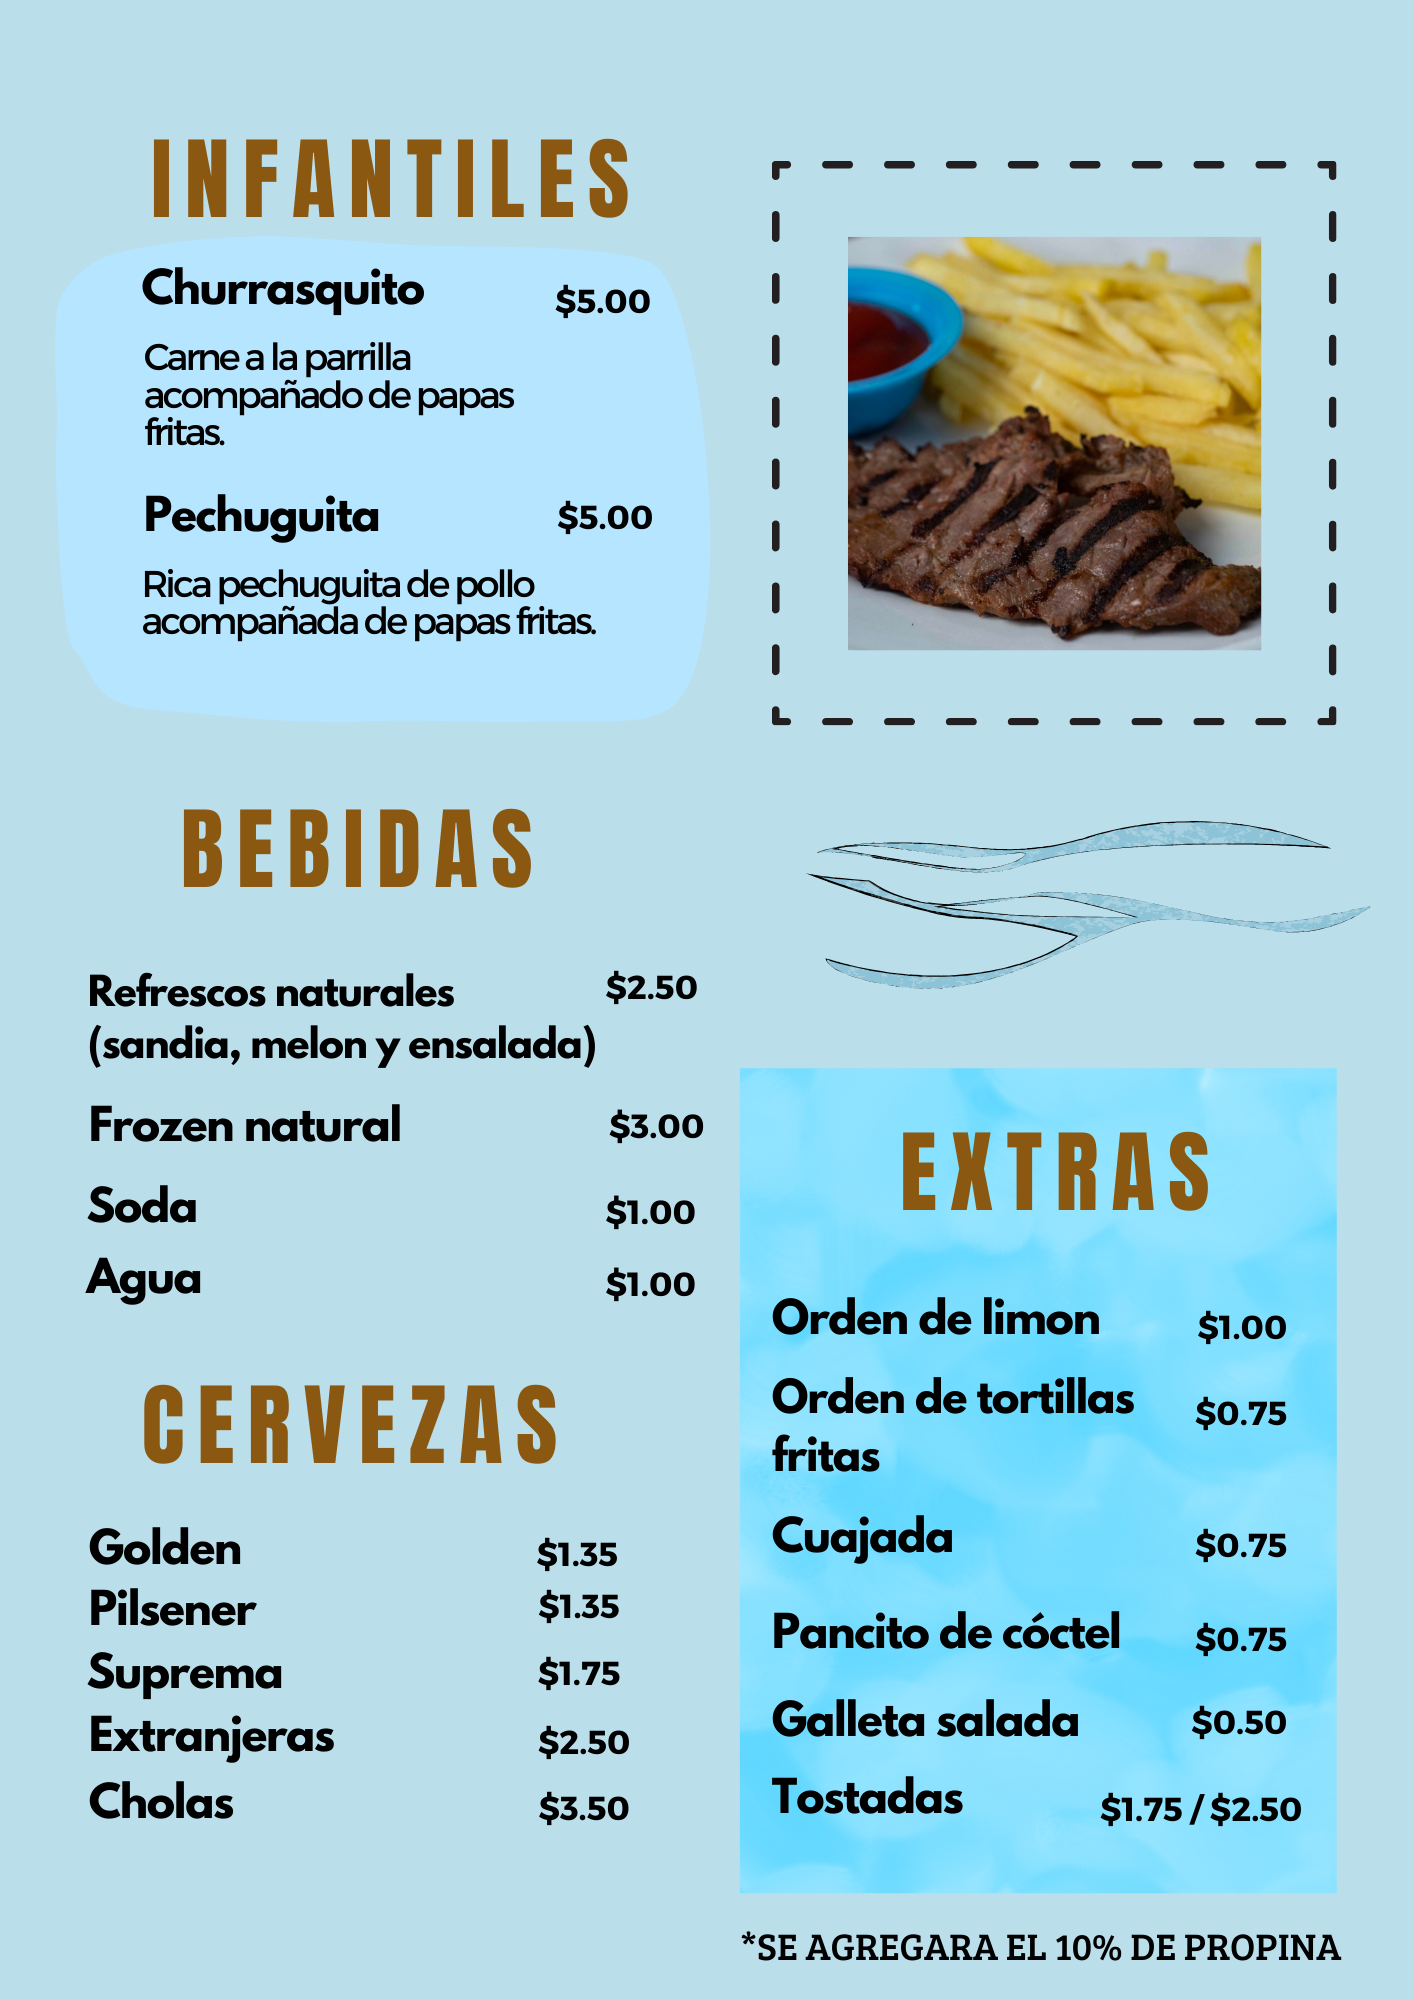 INFANTILES
Churrasquito $5.00
Carne a la parrilla
acompañado de papas
fritas.
Pechuguita $5.00
Rica pechuguita de pollo
acompañada de papas fritas.
BEBIDAS
Refrescos naturales $2.50
(sandia, melon y ensalada)
Frozen natural $3.00
Soda $1.00
Agua $1.00
CERVEZAS
Golden $1.35
Pilsener $1.35
Suprema $1.75
Extranjeras $2.50
Cholas $3.50
EXTRAS
Orden de limon $1.00
Orden de tortillas $0.75
fritas
Cuajada $0.75
Pancito de cóctel $0.75
Galleta salada $0.50
Tostadas $1.75 / $2.50
*SE AGREGARA EL 10% DE PROPINA